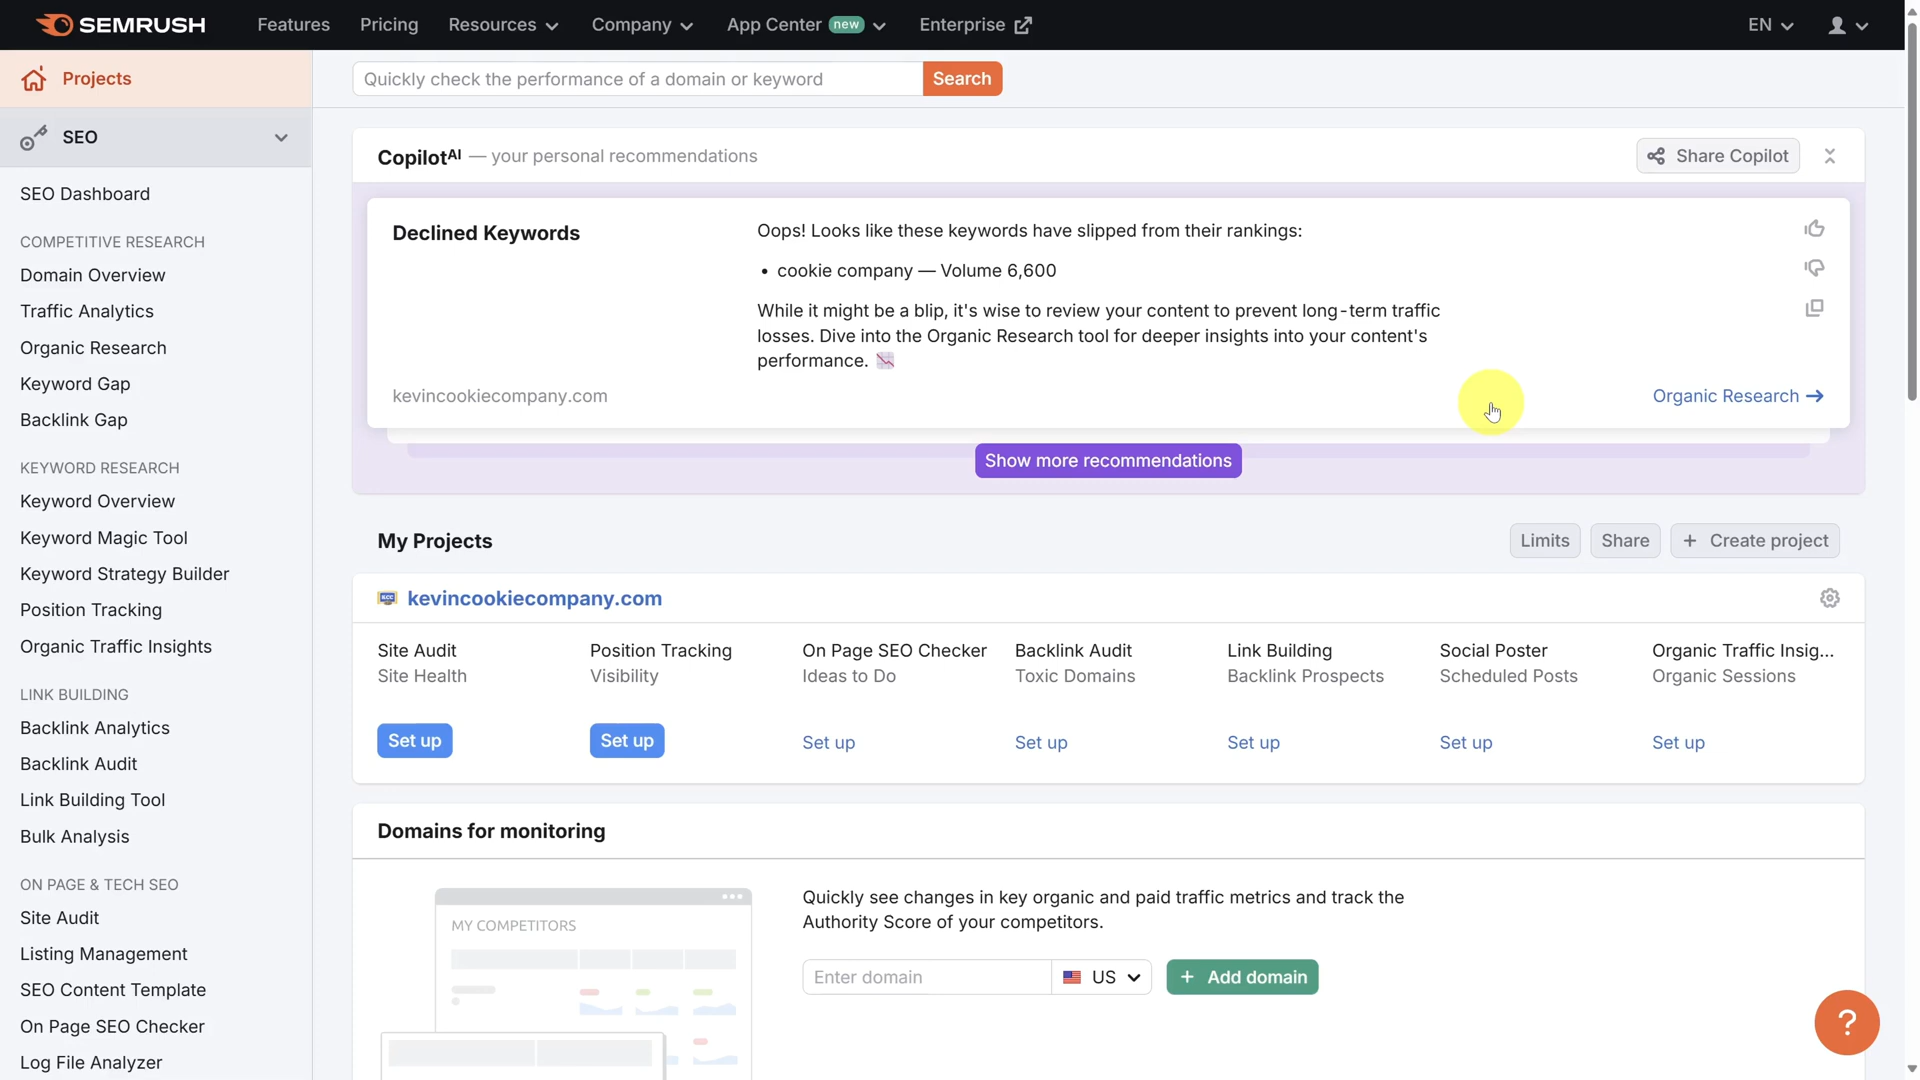 SEMRUSH
Features
Pricing
Resources
Company
App Center new
Enterprise
EN
Projects
SEO
SEO Dashboard
COMPETITIVE RESEARCH
Domain Overview
Traffic Analytics
Organic Research
Keyword Gap
Backlink Gap
KEYWORD RESEARCH
Keyword Overview
Keyword Magic Tool
Keyword Strategy Builder
Position Tracking
Organic Traffic Insights
LINK BUILDING
Backlink Analytics
Backlink Audit
Link Building Tool
Bulk Analysis
ON PAGE & TECH SEO
Site Audit
Listing Management
SEO Content Template
On Page SEO Checker
Log File Analyzer
Quickly check the performance of a domain or keyword
Search
Copilot AI — your personal recommendations
Share Copilot
Declined Keywords
Oops! Looks like these keywords have slipped from their rankings:
• cookie company — Volume 6,600
While it might be a blip, it's wise to review your content to prevent long-term traffic
losses. Dive into the Organic Research tool for deeper insights into your content's
performance.
kevincookiecompany.com
Organic Research →
Show more recommendations
My Projects
Limits
Share
+ Create project
KCC
kevincookiecompany.com
Site Audit
Site Health
Set up
Position Tracking
Visibility
Set up
On Page SEO Checker
Ideas to Do
Set up
Backlink Audit
Toxic Domains
Set up
Link Building
Backlink Prospects
Set up
Social Poster
Scheduled Posts
Set up
Organic Traffic Insig...
Organic Sessions
Set up
Domains for monitoring
MY COMPETITORS
Quickly see changes in key organic and paid traffic metrics and track the
Authority Score of your competitors.
Enter domain
US
+ Add domain
?